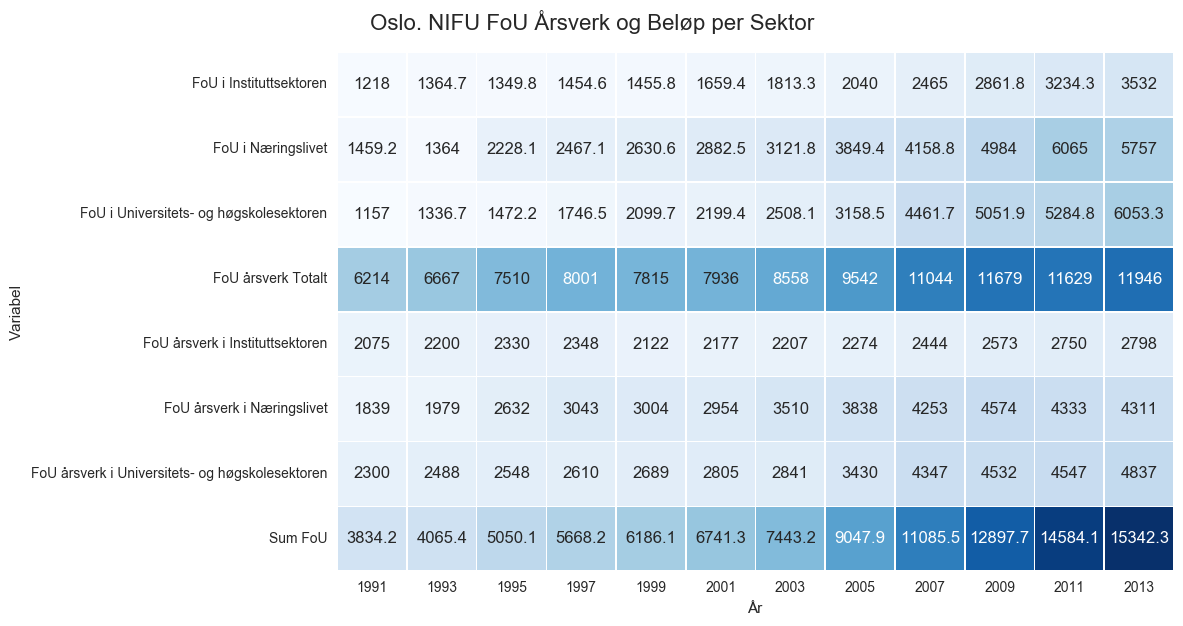 Oslo. NIFU FoU Årsverk og Beløp per Sektor
FoU i Instituttsektoren 1218 1364.7 1349.8 1454.6 1455.8 1659.4 1813.3 2040 2465 2861.8 3234.3 3532
FoU i Næringslivet 1459.2 1364 2228.1 2467.1 2630.6 2882.5 3121.8 3849.4 4158.8 4984 6065 5757
FoU i Universitets- og høgskolesektoren 1157 1336.7 1472.2 1746.5 2099.7 2199.4 2508.1 3158.5 4461.7 5051.9 5284.8 6053.3
FoU årsverk Totalt 6214 6667 7510 8001 7815 7936 8558 9542 11044 11679 11629 11946
Variabel
FoU årsverk i Instituttsektoren 2075 2200 2330 2348 2122 2177 2207 2274 2444 2573 2750 2798
FoU årsverk i Næringslivet 1839 1979 2632 3043 3004 2954 3510 3838 4253 4574 4333 4311
FoU årsverk i Universitets- og høgskolesektoren 2300 2488 2548 2610 2689 2805 2841 3430 4347 4532 4547 4837
Sum FoU 3834.2 4065.4 5050.1 5668.2 6186.1 6741.3 7443.2 9047.9 11085.5 12897.7 14584.1 15342.3
1991 1993 1995 1997 1999 2001 2003 2005 2007 2009 2011 2013
År